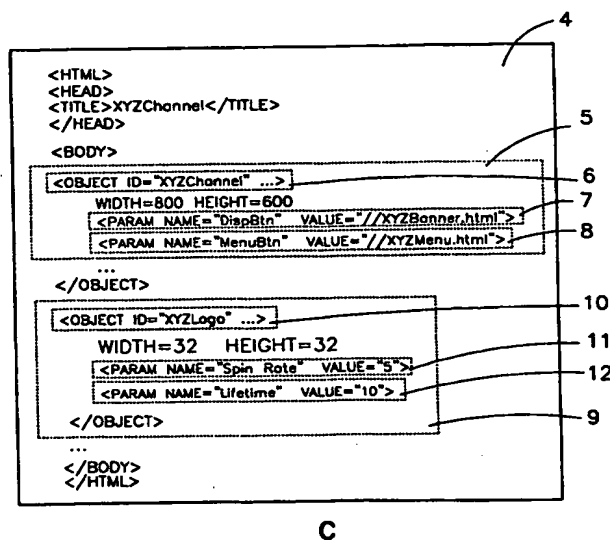 4
<HTML>
<HEAD>
<TITLE>XYZChannel</TITLE>
</HEAD>
<BODY>
5
<OBJECT ID="XYZChannel" ...>
6
WIDTH=800 HEIGHT=600
<PARAM NAME="DispBtn" VALUE="//XYZBanner.html">
7
<PARAM NAME="MenuBtn" VALUE="//XYZMenu.html">
8
...
</OBJECT>
<OBJECT ID="XYZLogo" ...>
10
WIDTH=32 HEIGHT=32
<PARAM NAME="Spin Rate" VALUE="5">
11
<PARAM NAME="Lifetime" VALUE="10">
12
</OBJECT>
9
...
</BODY>
</HTML>
C